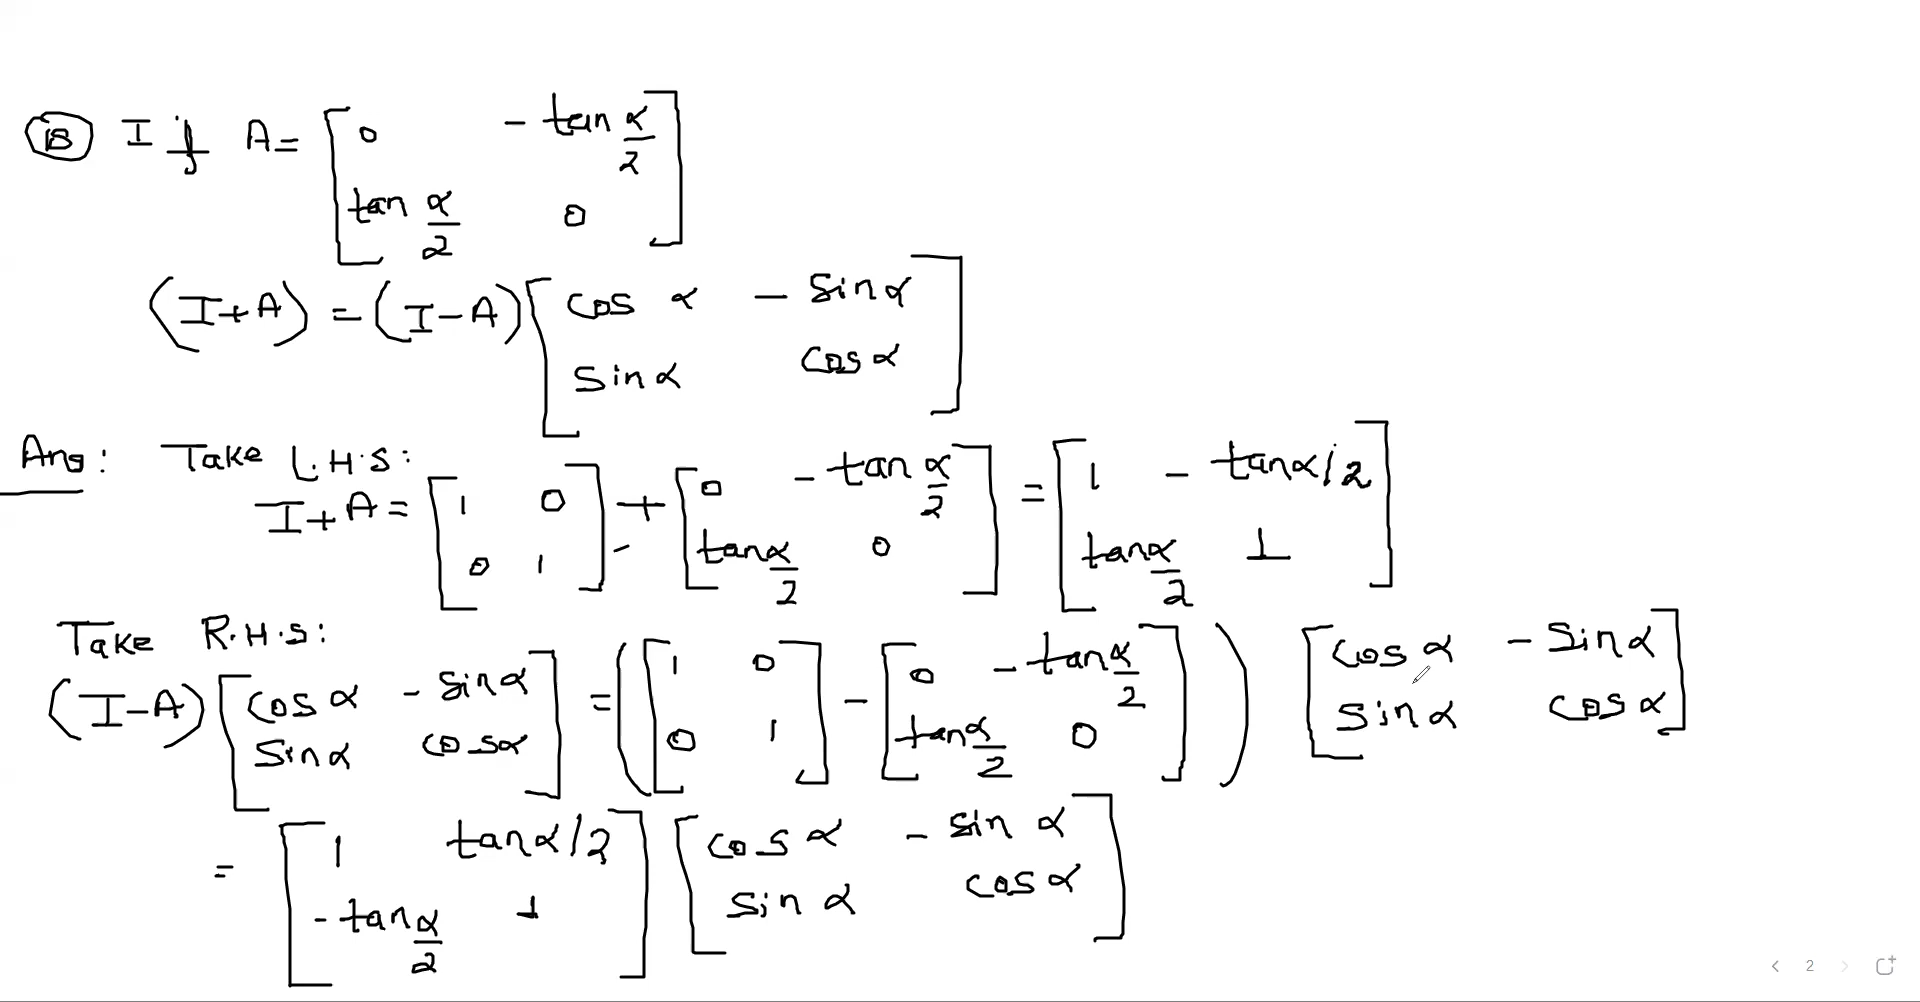 (18) If A = [0 -tan α/2
tan α/2 0]
(I+A) = (I-A) [cos α -sin α
sin α cos α]
Ans: Take L.H.S:
I+A = [1 0; 0 1] + [0 -tan α/2; tan α/2 0] = [1 -tan α/2; tan α/2 1]
Take R.H.S:
(I-A) [cos α -sin α; sin α cos α] = ([1 0; 0 1] - [0 -tan α/2; tan α/2 0]) [cos α -sin α; sin α cos α]
= [1 tan α/2; -tan α/2 1] [cos α -sin α; sin α cos α]
2